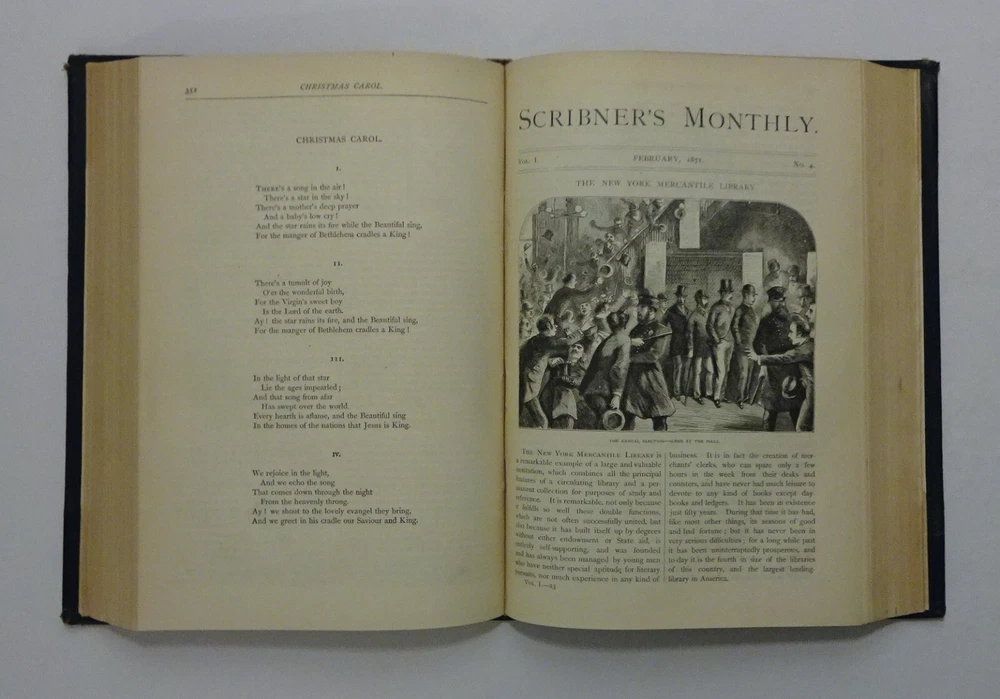 352
CHRISTMAS CAROL.
CHRISTMAS CAROL.
I.
THERE'S a song in the air!
There's a star in the sky!
There's a mother's deep prayer
And a baby's low cry!
And the star rains its fire while the Beautiful sing,
For the manger of Bethlehem cradles a King!
II.
There's a tumult of joy
O'er the wonderful birth,
For the Virgin's sweet boy
Is the Lord of the earth.
Ay! the star rains its fire, and the Beautiful sing,
For the manger of Bethlehem cradles a King!
III.
In the light of that star
Lie the ages impearled;
And that song from afar
Has swept over the world.
Every hearth is aflame, and the Beautiful sing
In the homes of the nations that Jesus is King.
IV.
We rejoice in the light,
And we echo the song
That comes down through the night
From the heavenly throng.
Ay! we shout to the lovely evangel they bring,
And we greet in his cradle our Saviour and King.
SCRIBNER'S MONTHLY.
VOL. I
FEBRUARY, 1871.
No. 4.
THE NEW YORK MERCANTILE LIBRARY.
THE ANNUAL ELECTION—SCENE AT THE POLLS.
THE NEW YORK MERCANTILE LIBRARY is
a remarkable example of a large and valuable
institution, which combines all the principal
features of a circulating library and a per-
manent collection for purposes of study and
reference. It is remarkable, not only because
it fulfills so well these double functions,
which are not often successfully united, but
also because it has built itself up by degrees
without either endowment or State aid, is
entirely self-supporting, and was founded
and has always been managed by young men
who have neither special aptitude for literary
pursuits, nor much experience in any kind of
VOL. I.—23
business. It is in fact the creation of mer-
chants' clerks, who can spare only a few
hours in the week from their desks and
counters, and have never had much leisure to
devote to any kind of books except day-
books and ledgers. It has been in existence
just fifty years. During that time it has had,
like most other things, its seasons of good
and bad fortune; but it has never been in
very serious difficulties; for a long while past
it has been uninterruptedly prosperous, and
to-day it is the fourth in size of the libraries
of this country, and the largest lending-
library in America.